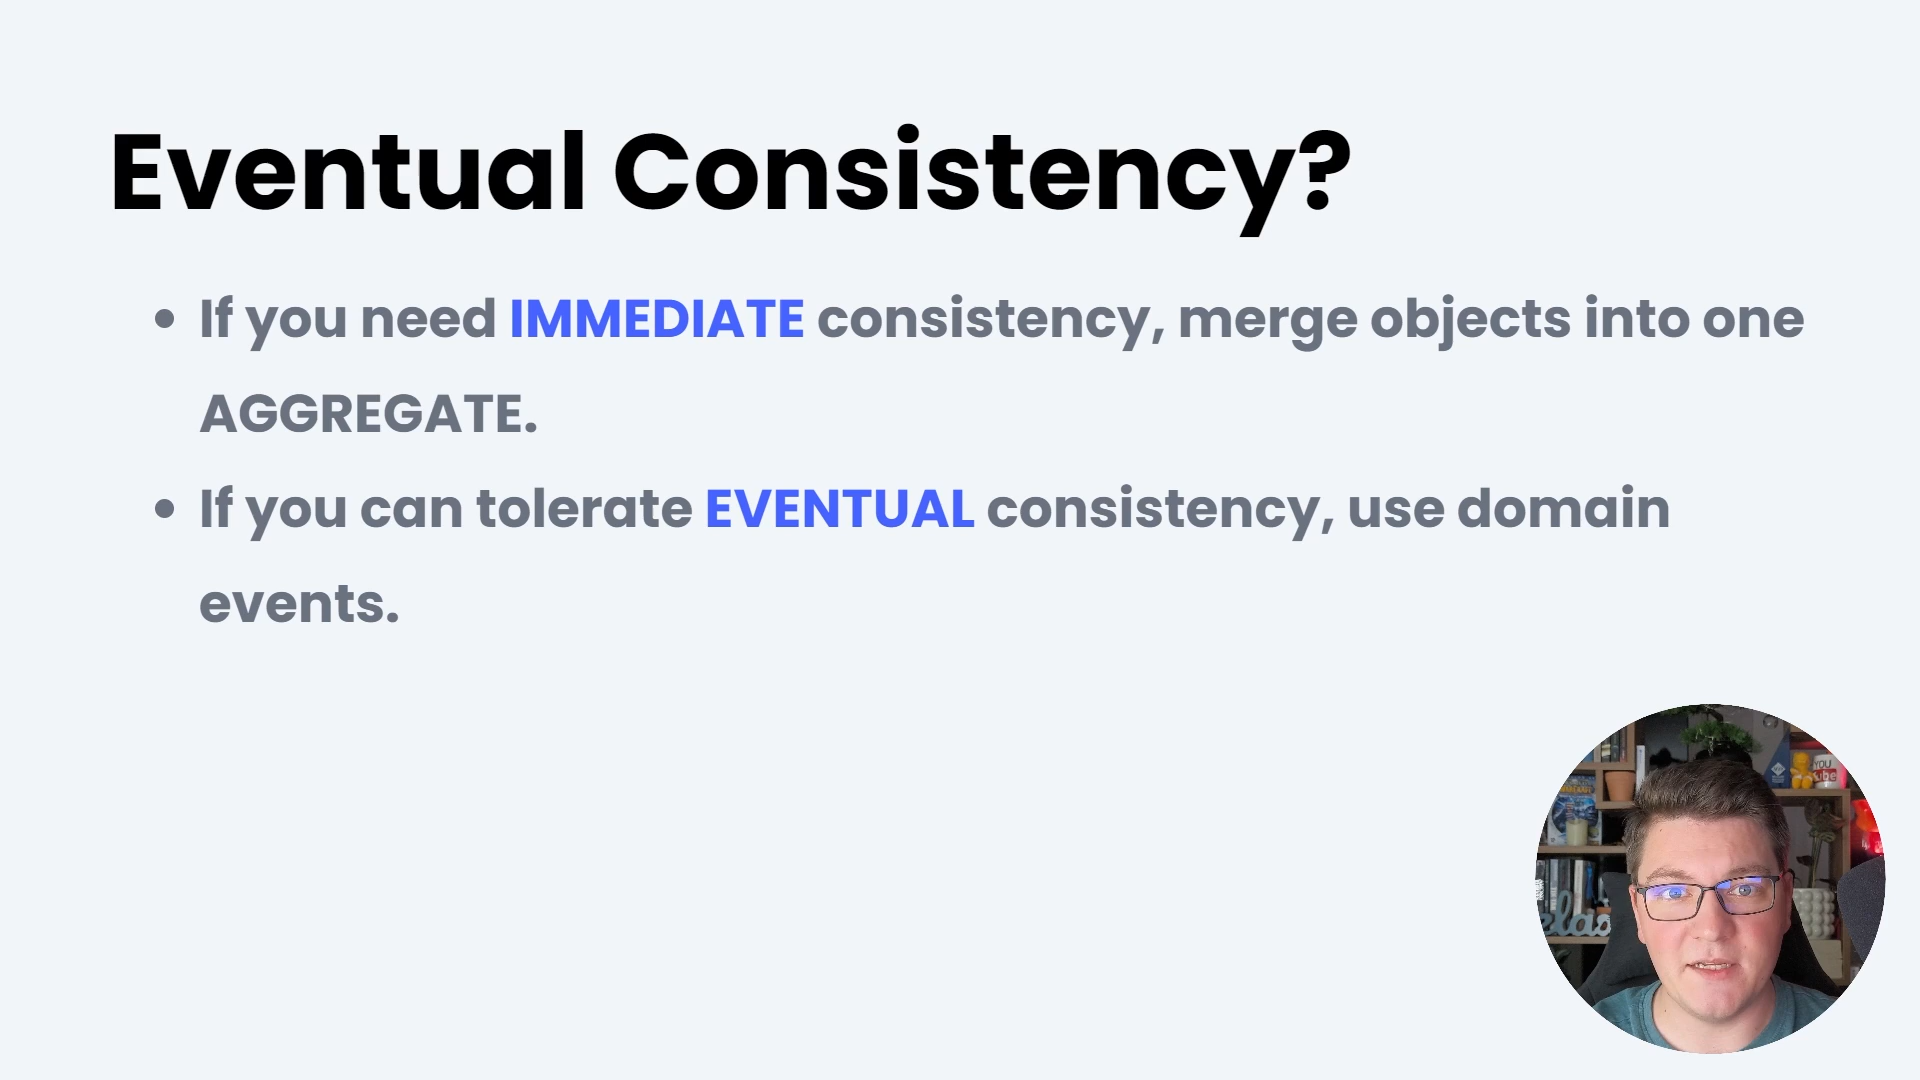 Eventual Consistency?
• If you need IMMEDIATE consistency, merge objects into one
AGGREGATE.
• If you can tolerate EVENTUAL consistency, use domain
events.
YOU